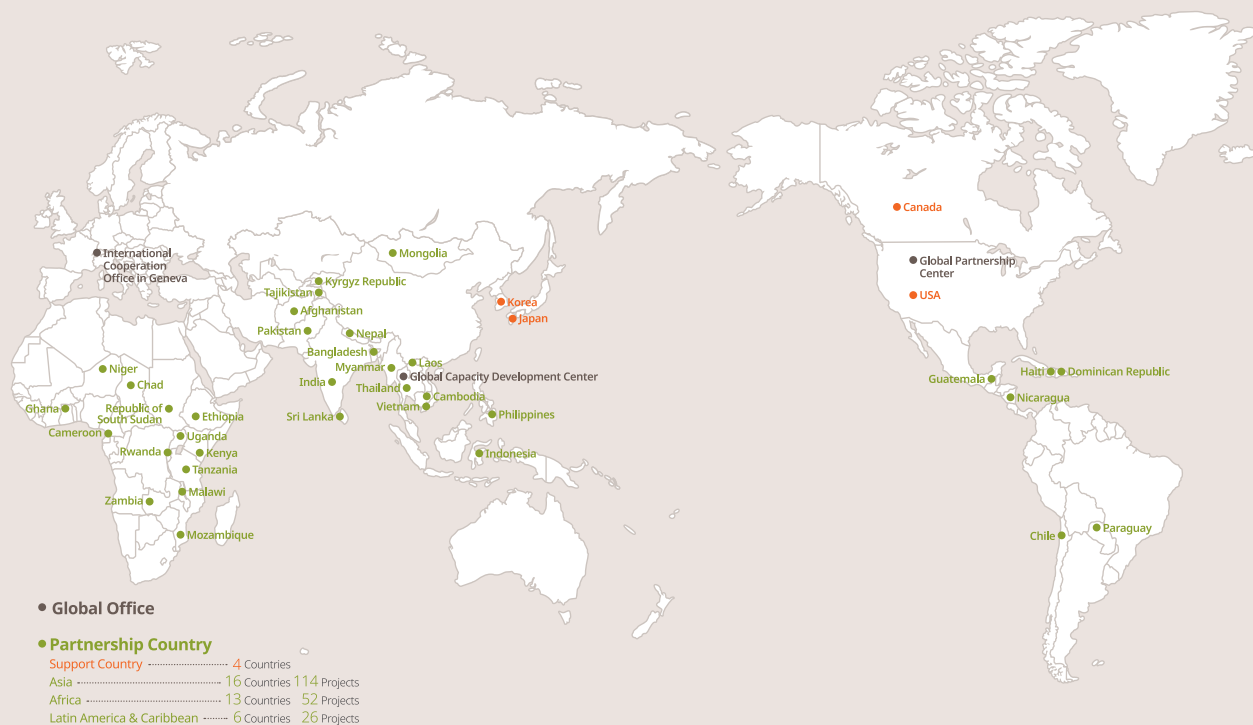 Canada
International
Cooperation
Office in Geneva
Mongolia
Global Partnership
Center
Kyrgyz Republic
Tajikistan
USA
Korea
Afghanistan
Japan
Pakistan
Nepal
Bangladesh
Laos
Myanmar
Niger
Haiti
Dominican Republic
Global Capacity Development Center
Guatemala
India
Chad
Thailand
Cambodia
Nicaragua
Vietnam
Ghana
Republic of
South Sudan
Ethiopia
Sri Lanka
Philippines
Cameroon
Uganda
Rwanda
Kenya
Indonesia
Tanzania
Malawi
Zambia
Paraguay
Mozambique
Chile
Global Office
Partnership Country
Support Country 4 Countries
Asia 16 Countries 114 Projects
Africa 13 Countries 52 Projects
Latin America & Caribbean 6 Countries 26 Projects